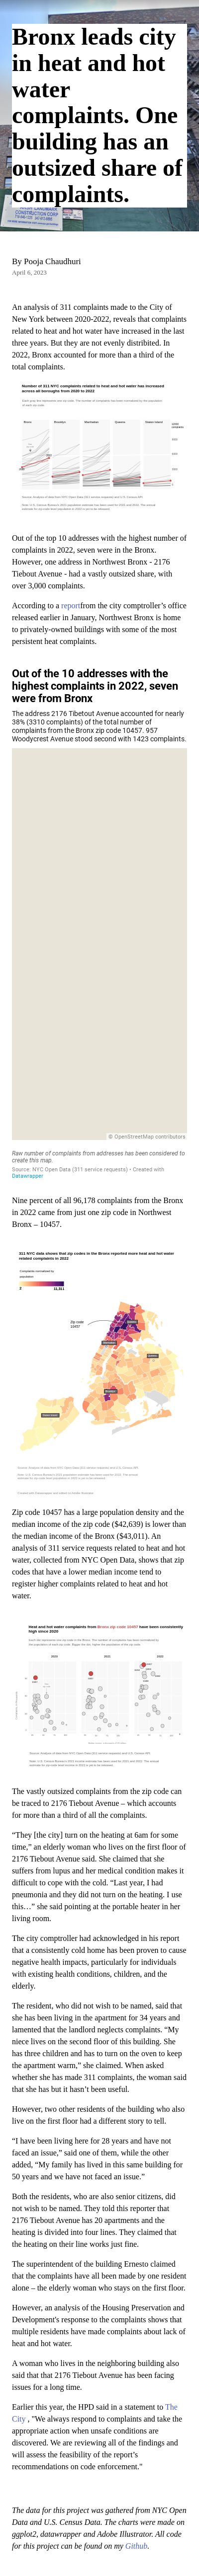 Bronx leads city
in heat and hot
water
complaints. One
building has an
outsized share of
complaints.
CONSTRUCTION
CORP
By Pooja Chaudhuri
April 6, 2023
An analysis of 311 complaints made to the City of
New York between 2020-2022, reveals that complaints
related to heat and hot water have increased in the last
three years. But they are not evenly distribited. In
2022, Bronx accounted for more than a third of the
total complaints.
Number of 311 NYC complaints related to heat and hot water has increased
across all boroughs from 2020 to 2022
Each gray line represents one zip code. The number of complaints has been normalized by the population
of each zip code.
Bronx Brooklyn Manhattan Queens Staten Island
Out of the top 10 addresses with the highest number of
complaints in 2022, seven were in the Bronx.
However, one address in Northwest Bronx - 2176
Tiebout Avenue - had a vastly outsized share, with
over 3,000 complaints.
According to a reportfrom the city comptroller’s office
released earlier in January, Northwest Bronx is home
to privately-owned buildings with some of the most
persistent heat complaints.
Out of the 10 addresses with the
highest complaints in 2022, seven
were from Bronx
The address 2176 Tibetout Avenue accounted for nearly
38% (3310 complaints) of the total number of
complaints from the Bronx zip code 10457. 957
Woodycrest Avenue stood second with 1423 complaints.
© OpenStreetMap contributors
Raw number of complaints from addresses has been considered to
create this map.
Source: NYC Open Data (311 service requests) • Created with
Datawrapper
Nine percent of all 96,178 complaints from the Bronx
in 2022 came from just one zip code in Northwest
Bronx – 10457.
311 NYC data shows that zip codes in the Bronx reported more heat and hot water
related complaints in 2022
Complaints normalized by
population
2 11,311
Zip code
10457
Zip code 10457 has a large population density and the
median income of the zip code ($42,639) is lower than
the median income of the Bronx ($43,011). An
analysis of 311 service requests related to heat and hot
water, collected from NYC Open Data, shows that zip
codes that have a lower median income tend to
register higher complaints related to heat and hot
water.
Heat and hot water complaints from Bronx zip code 10457 have been consistently
high since 2020
2020 2021 2022
The vastly outsized complaints from the zip code can
be traced to 2176 Tiebout Avenue – which accounts
for more than a third of all the complaints.
“They [the city] turn on the heating at 6am for some
time,” an elderly woman who lives on the first floor of
2176 Tiebout Avenue said. She claimed that she
suffers from lupus and her medical condition makes it
difficult to cope with the cold. “Last year, I had
pneumonia and they did not turn on the heating. I use
this…” she said pointing at the portable heater in her
living room.
The city comptroller had acknowledged in his report
that a consistently cold home has been proven to cause
negative health impacts, particularly for individuals
with existing health conditions, children, and the
elderly.
The resident, who did not wish to be named, said that
she has been living in the apartment for 34 years and
lamented that the landlord neglects complaints. “My
niece lives on the second floor of this building. She
has three children and has to turn on the oven to keep
the apartment warm,” she claimed. When asked
whether she has made 311 complaints, the woman said
that she has but it hasn’t been useful.
However, two other residents of the building who also
live on the first floor had a different story to tell.
“I have been living here for 28 years and have not
faced an issue,” said one of them, while the other
added, “My family has lived in this same building for
50 years and we have not faced an issue.”
Both the residents, who are also senior citizens, did
not wish to be named. They told this reporter that
2176 Tiebout Avenue has 20 apartments and the
heating is divided into four lines. They claimed that
the heating on their line works just fine.
The superintendent of the building Ernesto claimed
that the complaints have all been made by one resident
alone – the elderly woman who stays on the first floor.
However, an analysis of the Housing Preservation and
Development's response to the complaints shows that
multiple residents have made complaints about lack of
heat and hot water.
A woman who lives in the neighboring building also
said that that 2176 Tiebout Avenue has been facing
issues for a long time.
Earlier this year, the HPD said in a statement to The
City , "We always respond to complaints and take the
appropriate action when unsafe conditions are
discovered. We are reviewing all of the findings and
will assess the feasibility of the report’s
recommendations on code enforcement."
The data for this project was gathered from NYC Open
Data and U.S. Census Data. The charts were made on
ggplot2, datawrapper and Adobe Illustrator. All code
for this project can be found on my Github.